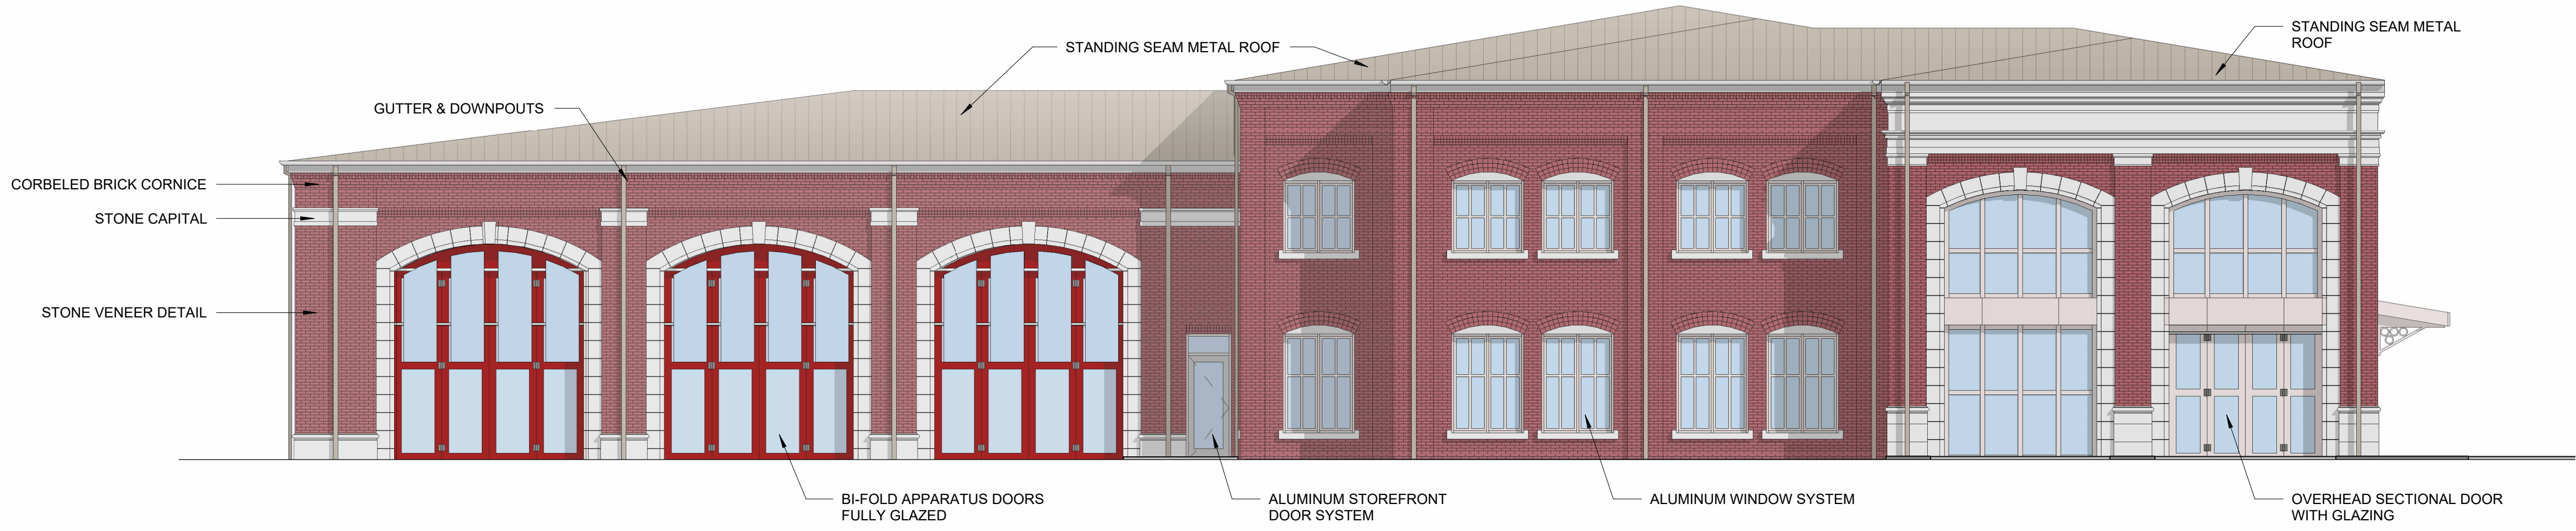 STANDING SEAM METAL
ROOF
STANDING SEAM METAL ROOF
GUTTER & DOWNPOUTS
CORBELED BRICK CORNICE
STONE CAPITAL
STONE VENEER DETAIL
BI-FOLD APPARATUS DOORS
FULLY GLAZED
ALUMINUM STOREFRONT
DOOR SYSTEM
ALUMINUM WINDOW SYSTEM
OVERHEAD SECTIONAL DOOR
WITH GLAZING